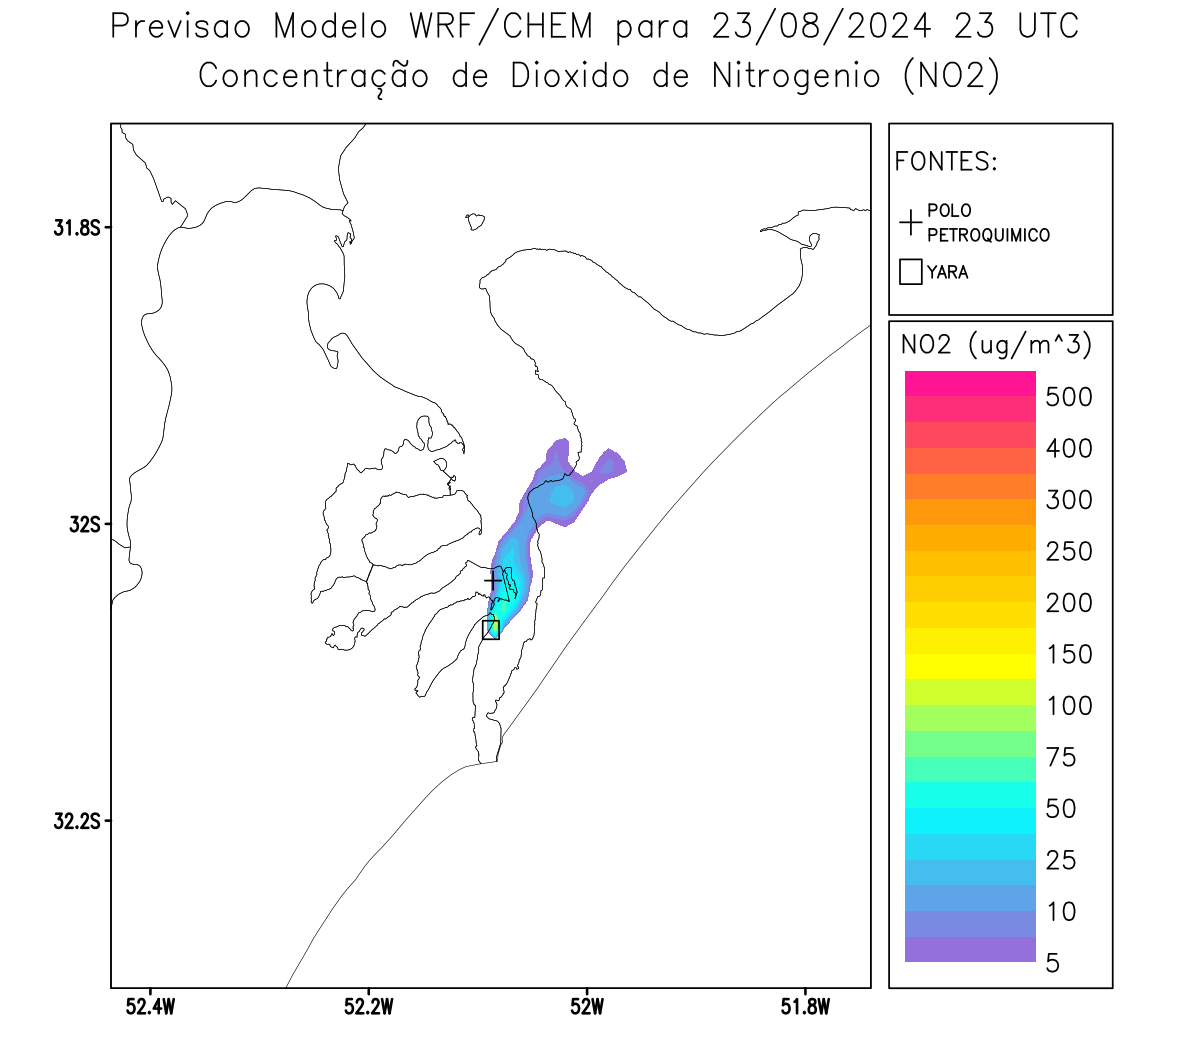 Previsao Modelo WRF/CHEM para 23/08/2024 23 UTC
Concentração de Dioxido de Nitrogenio (NO2)
FONTES:
POLO
PETROQUIMICO
YARA
NO2 (ug/m^3)
500
400
300
250
200
150
100
75
50
25
10
5
31.8S
32S
32.2S
52.4W
52.2W
52W
51.8W